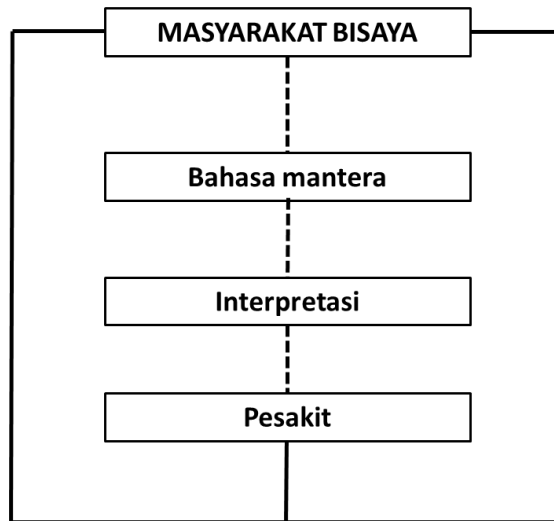 MASYARAKAT BISAYA
Bahasa mantera
Interpretasi
Pesakit